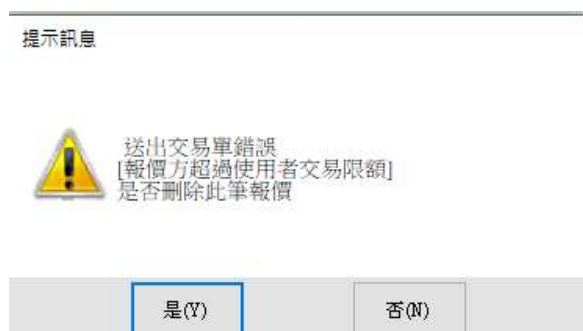 提示訊息
送出交易單錯誤
[報價方超過使用者交易限額]
是否刪除此筆報價
是(Y)
否(N)